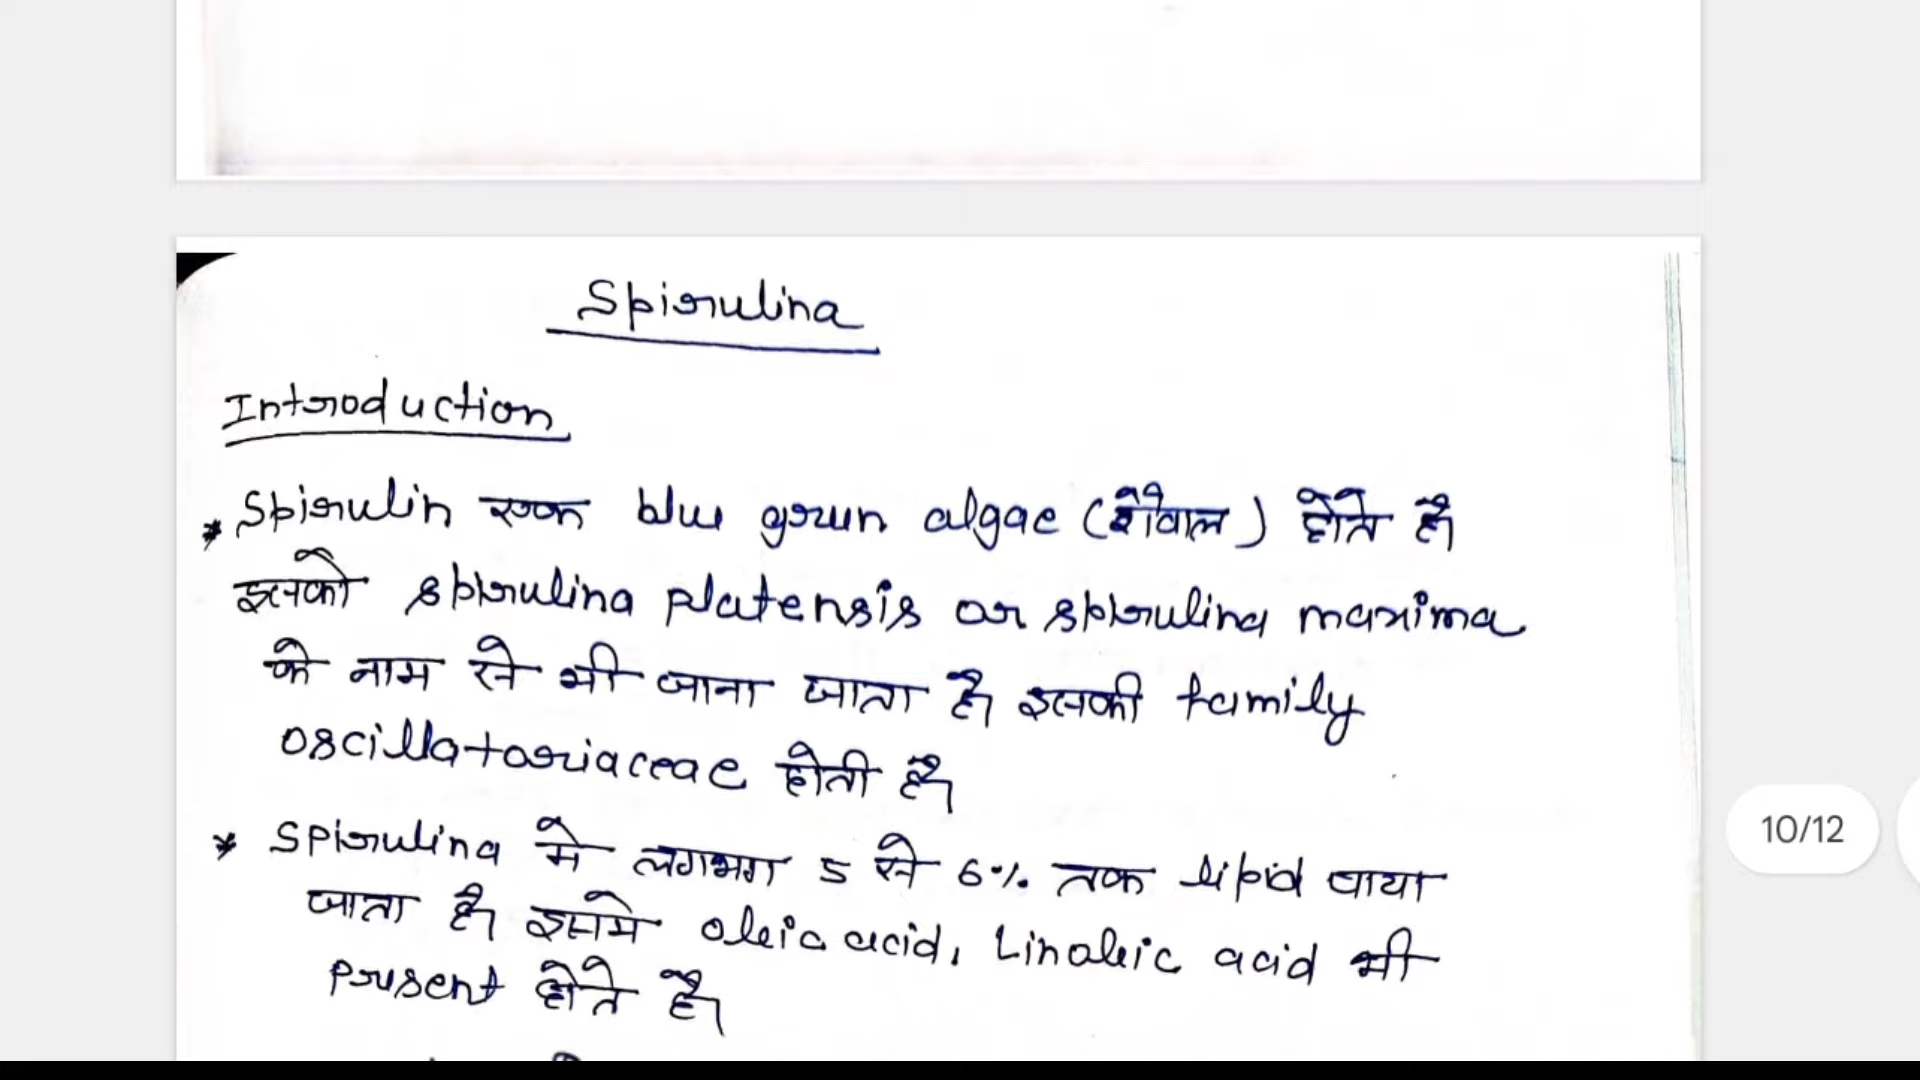 Spirulina
Introduction
* Spirulin एक blue green algae (शैवाल) होते है।
इसको spirulina platensis or spirulina maxima
के नाम से भी जाना जाता है। इसकी family
oscillatoriaceae होती है।
* Spirulina मे लगभग 5 से 6% तक lipid पाया
जाता है। इसमे oleic acid, Linoleic acid भी
present होते है।
10/12